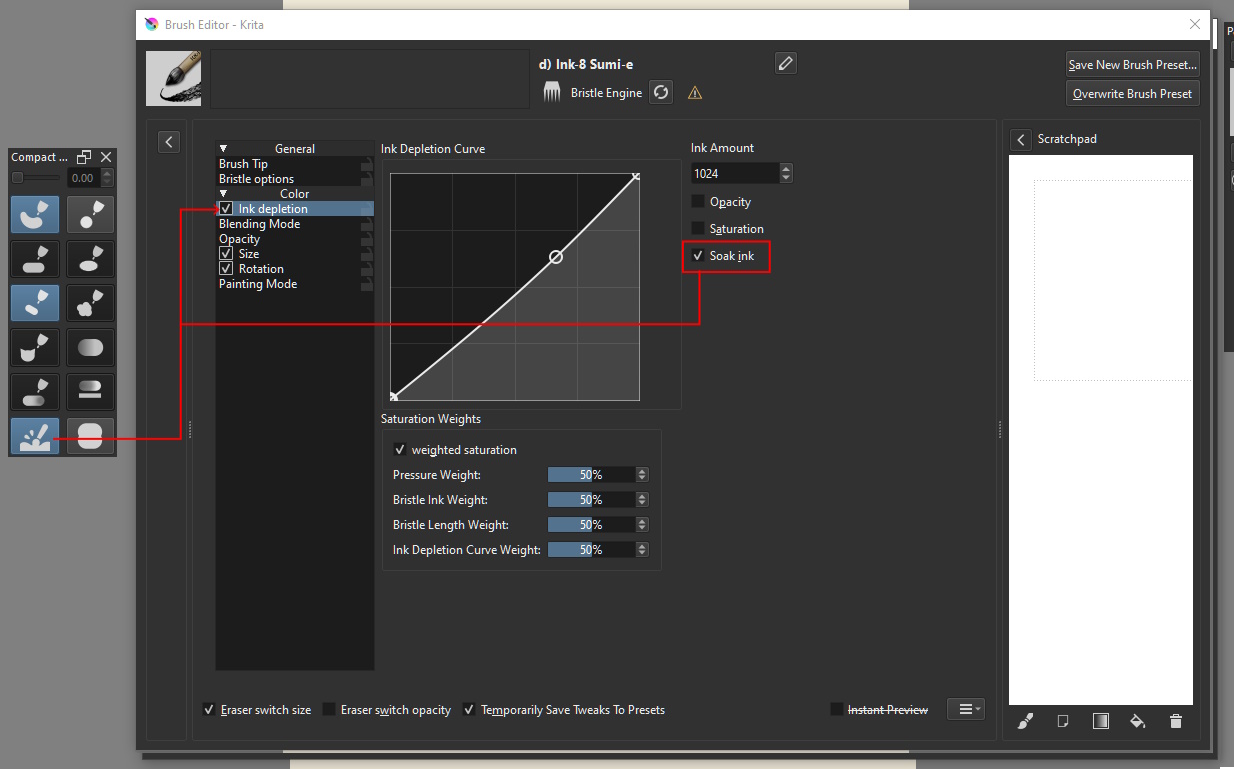 Brush Editor - Krita
d) Ink-8 Sumi-e
Bristle Engine
Save New Brush Preset...
Overwrite Brush Preset
Compact ...
0.00
General
Brush Tip
Bristle options
Color
Ink depletion
Blending Mode
Opacity
Size
Rotation
Painting Mode
Ink Depletion Curve
Ink Amount
1024
Opacity
Saturation
Soak ink
Saturation Weights
weighted saturation
Pressure Weight: 50%
Bristle Ink Weight: 50%
Bristle Length Weight: 50%
Ink Depletion Curve Weight: 50%
Scratchpad
Eraser switch size
Eraser switch opacity
Temporarily Save Tweaks To Presets
Instant Preview